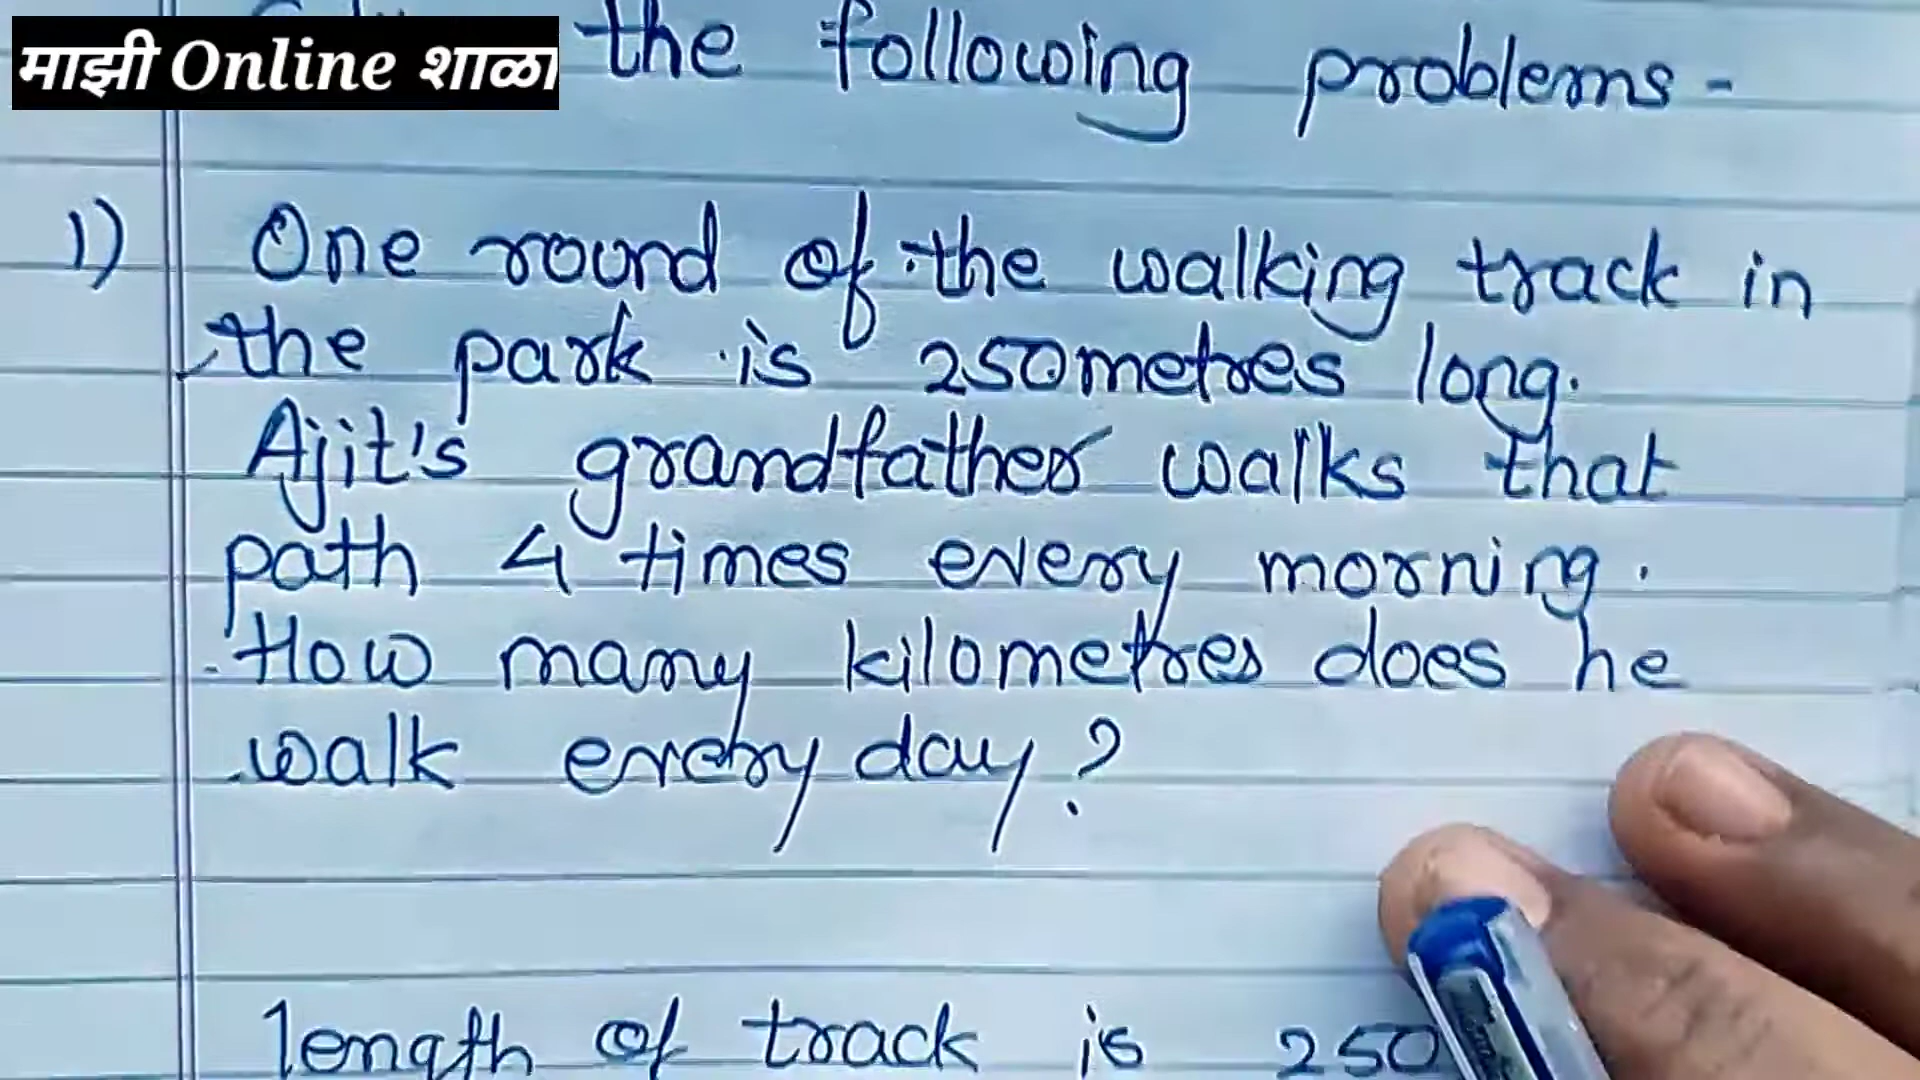 माझी Online शाळा
the following problems -
1) One round of the walking track in
the park is 250metres long.
Ajit's grandfather walks that
path 4 times every morning.
How many kilometres does he
walk every day?
length of track is 250